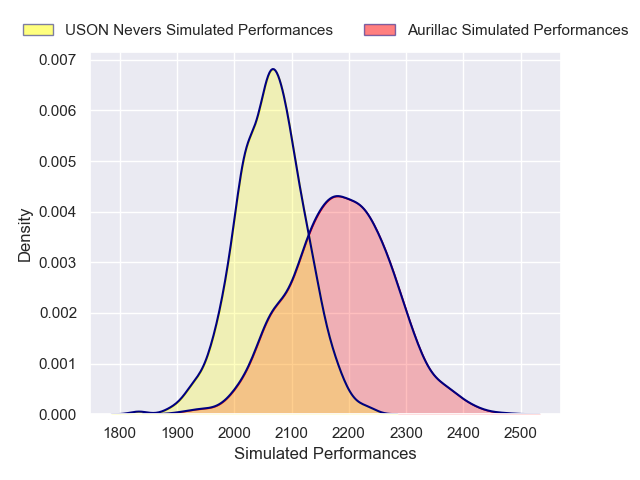 USON Nevers Simulated Performances Aurillac Simulated Performances
0.007
0.006
0.005
0.004
0.003
0.002
0.001
0.000
Density
1800 1900 2000 2100 2200 2300 2400 2500
Simulated Performances